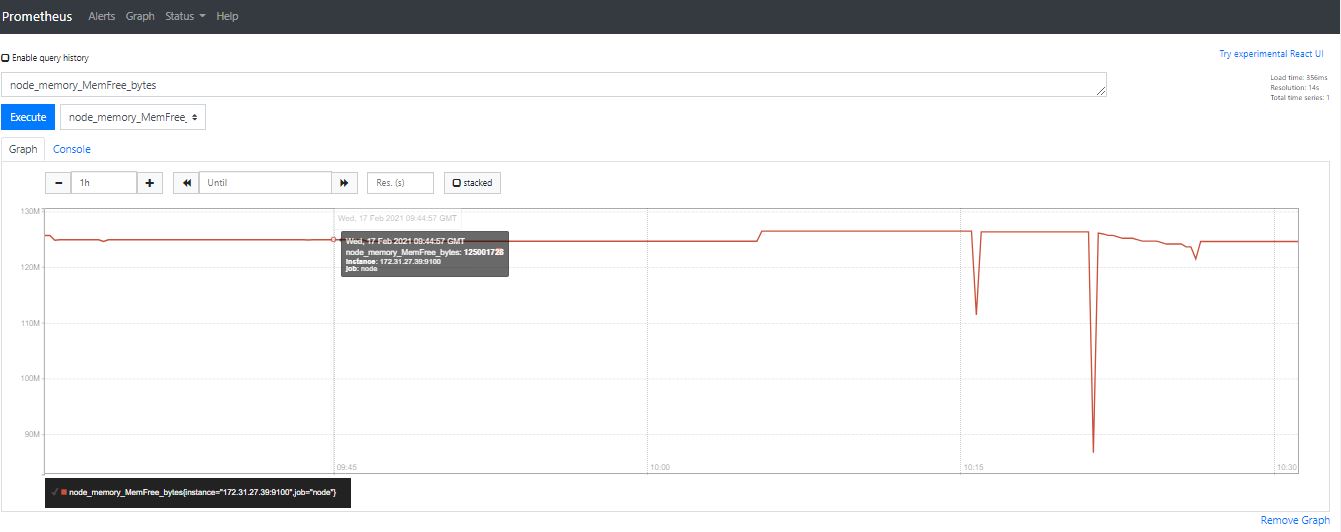 Prometheus Alerts Graph Status Help
Enable query history
Try experimental React UI
node_memory_MemFree_bytes
Load time: 356ms
Resolution: 14s
Total time series: 1
Execute node_memory_MemFree_
Graph Console
− 1h + Until Res. (s) stacked
130M
120M
110M
100M
90M
Wed, 17 Feb 2021 09:44:57 GMT
Wed, 17 Feb 2021 09:44:57 GMT
node_memory_MemFree_bytes: 125001728
instance: 172.31.27.39:9100
job: node
09:45 10:00 10:15 10:30
✓ node_memory_MemFree_bytes{instance="172.31.27.39:9100",job="node"}
Remove Graph